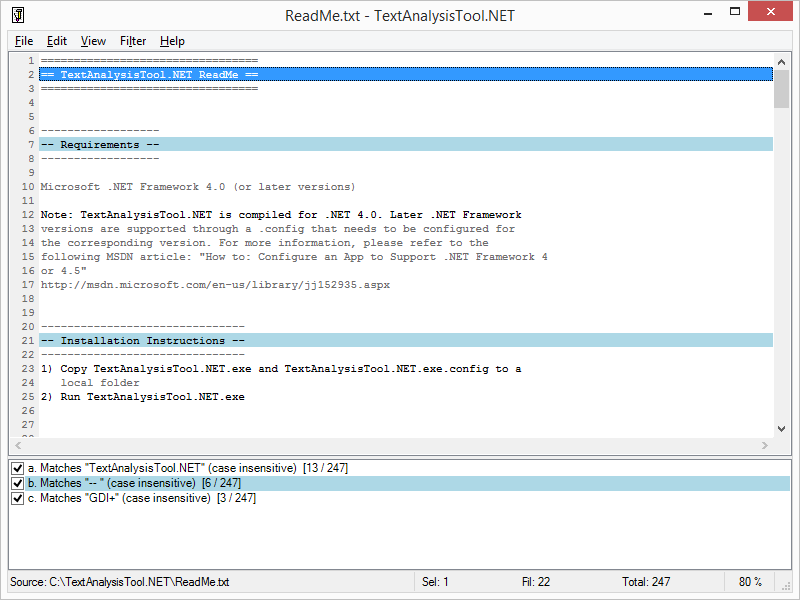 ReadMe.txt - TextAnalysisTool.NET
File Edit View Filter Help
1 =================================
2 == TextAnalysisTool.NET ReadMe ==
3 =================================
4
5
6 ------------------
7 -- Requirements --
8 ------------------
9
10 Microsoft .NET Framework 4.0 (or later versions)
11
12 Note: TextAnalysisTool.NET is compiled for .NET 4.0. Later .NET Framework
13 versions are supported through a .config that needs to be configured for
14 the corresponding version. For more information, please refer to the
15 following MSDN article: "How to: Configure an App to Support .NET Framework 4
16 or 4.5"
17 http://msdn.microsoft.com/en-us/library/jj152935.aspx
18
19
20 -------------------------------
21 -- Installation Instructions --
22 -------------------------------
23 1) Copy TextAnalysisTool.NET.exe and TextAnalysisTool.NET.exe.config to a
24 local folder
25 2) Run TextAnalysisTool.NET.exe
26
27
a. Matches "TextAnalysisTool.NET" (case insensitive) [13 / 247]
b. Matches "-- " (case insensitive) [6 / 247]
c. Matches "GDI+" (case insensitive) [3 / 247]
Source: C:\TextAnalysisTool.NET\ReadMe.txt Sel: 1 Fil: 22 Total: 247 80 %